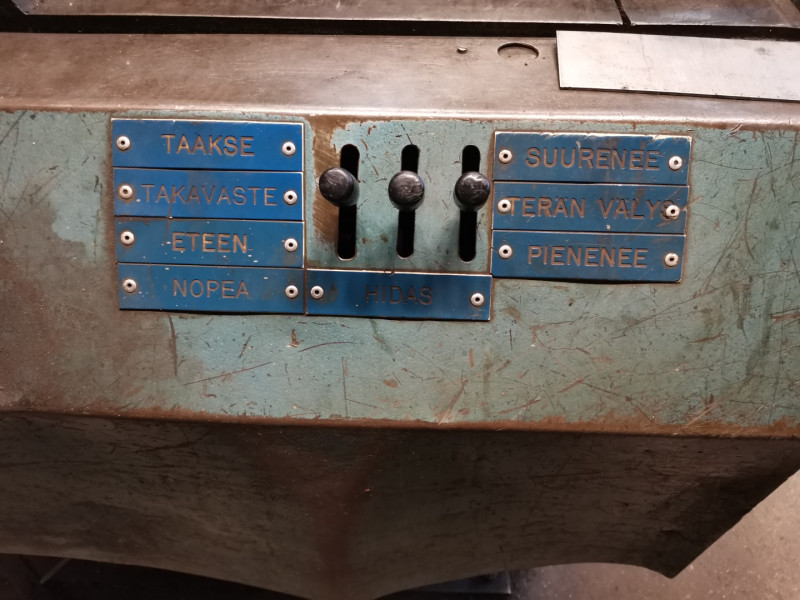 TAAKSE
TAKAVASTE
ETEEN
NOPEA
HIDAS
SUURENEE
TERÄN VÄLYS
PIENENEE